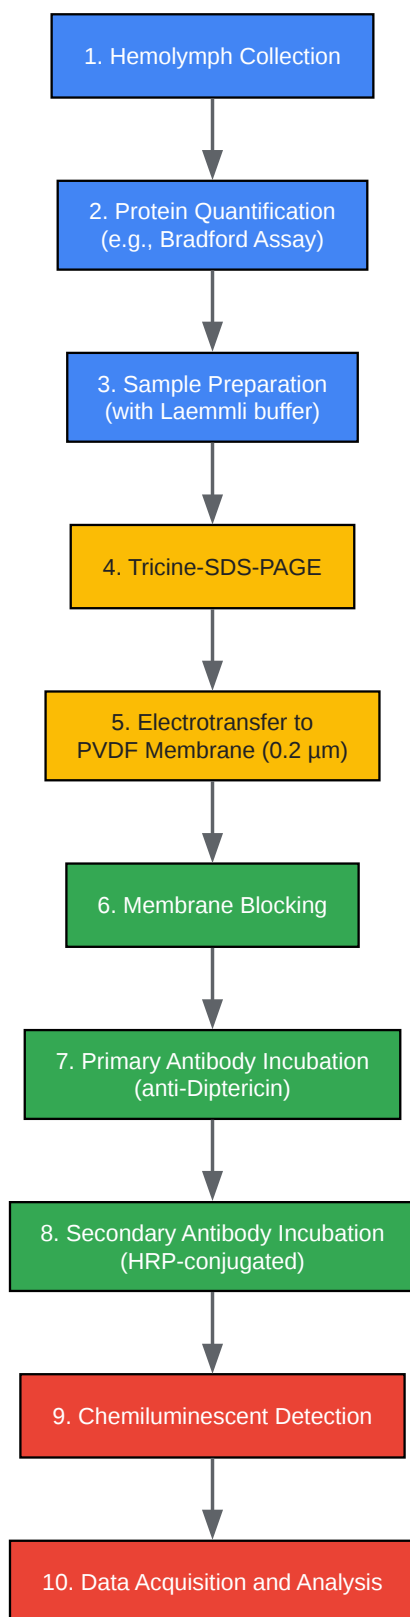 1. Hemolymph Collection
2. Protein Quantification
(e.g., Bradford Assay)
3. Sample Preparation
(with Laemmli buffer)
4. Tricine-SDS-PAGE
5. Electrotransfer to
PVDF Membrane (0.2 µm)
6. Membrane Blocking
7. Primary Antibody Incubation
(anti-Diptericin)
8. Secondary Antibody Incubation
(HRP-conjugated)
9. Chemiluminescent Detection
10. Data Acquisition and Analysis